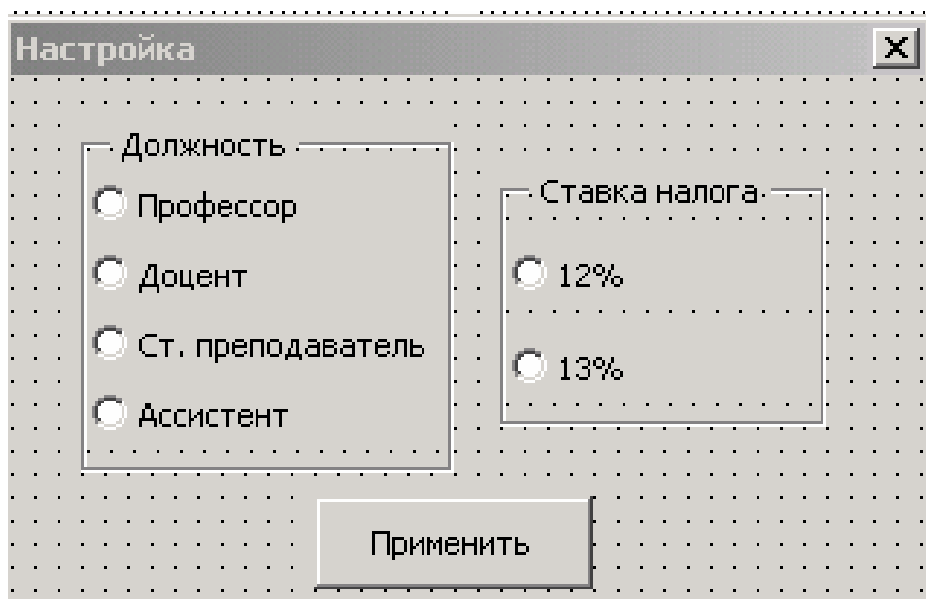 Настройка
Должность
Профессор
Доцент
Ст. преподаватель
Ассистент
Ставка налога
12%
13%
Применить